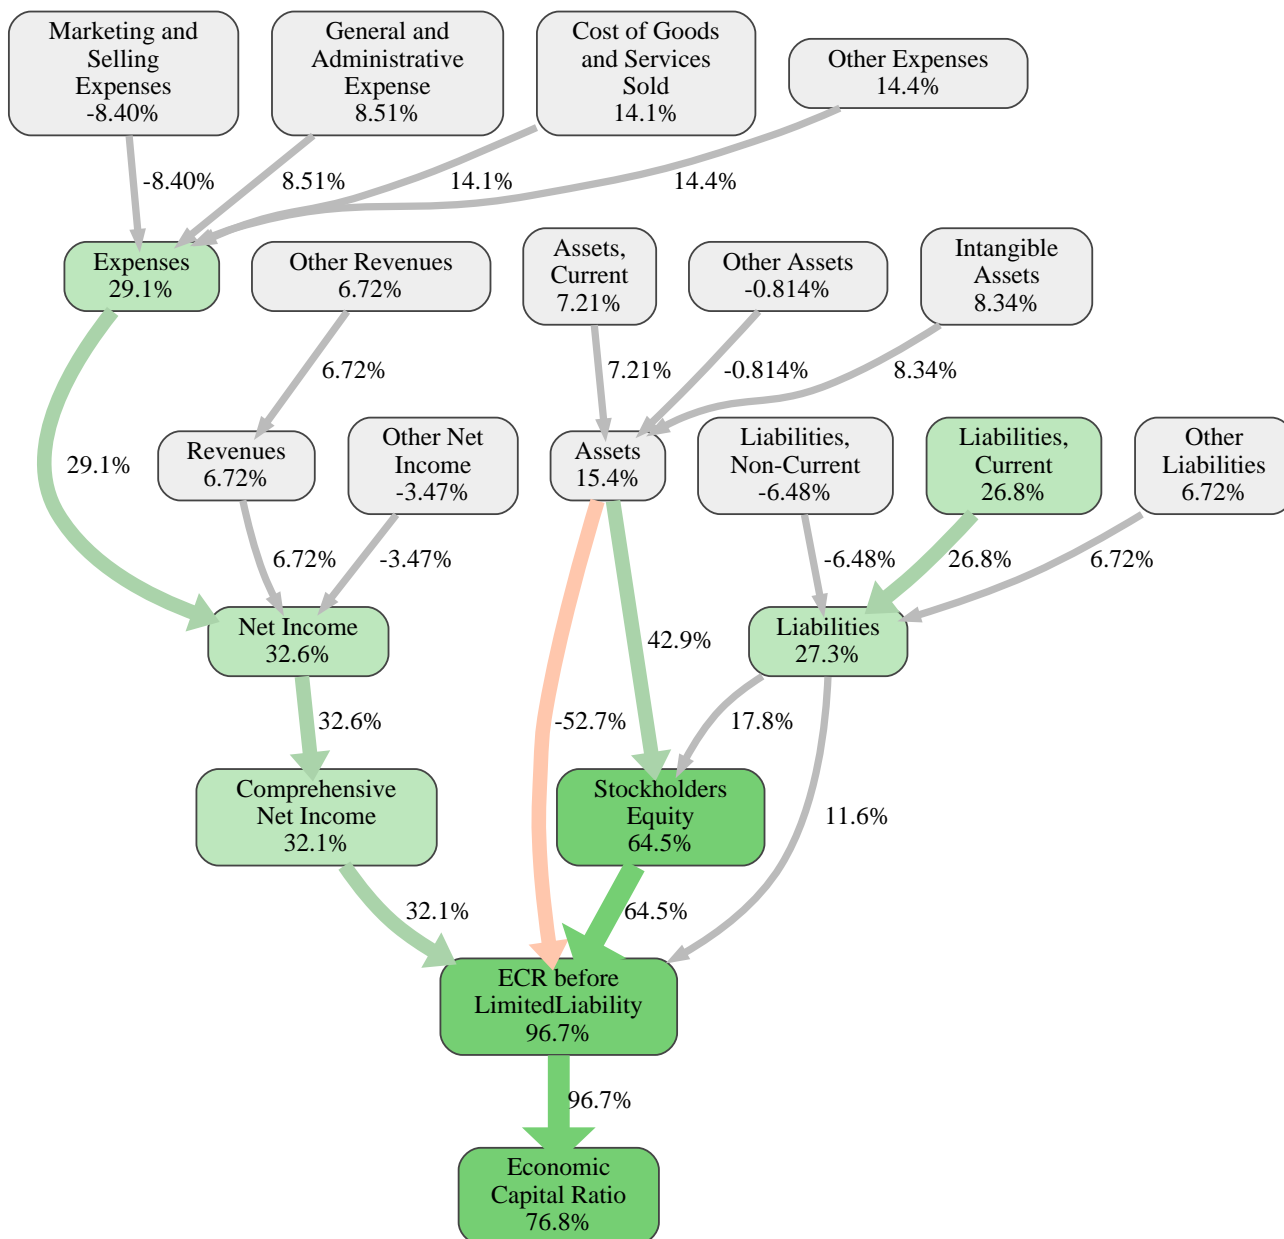 Marketing and
Selling
Expenses
-8.40%
General and
Administrative
Expense
8.51%
Cost of Goods
and Services
Sold
14.1%
Other Expenses
14.4%
-8.40%
8.51%
14.1%
14.4%
Expenses
29.1%
Other Revenues
6.72%
Assets,
Current
7.21%
Other Assets
-0.814%
Intangible
Assets
8.34%
6.72%
7.21%
-0.814%
8.34%
29.1%
Revenues
6.72%
Other Net
Income
-3.47%
Assets
15.4%
Liabilities,
Non-Current
-6.48%
Liabilities,
Current
26.8%
Other
Liabilities
6.72%
6.72%
-3.47%
-6.48%
26.8%
6.72%
Net Income
32.6%
42.9%
Liabilities
27.3%
32.6%
-52.7%
17.8%
Comprehensive
Net Income
32.1%
Stockholders
Equity
64.5%
11.6%
32.1%
64.5%
ECR before
LimitedLiability
96.7%
96.7%
Economic
Capital Ratio
76.8%